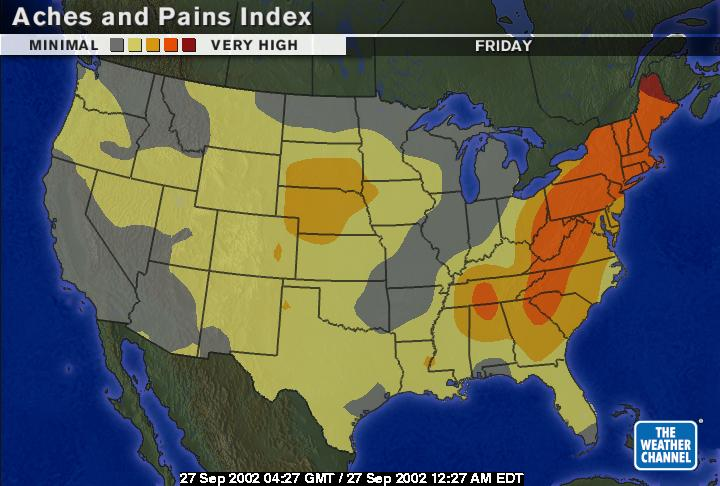 Aches and Pains Index
MINIMAL VERY HIGH FRIDAY
THE
WEATHER
CHANNEL
27 Sep 2002 04:27 GMT / 27 Sep 2002 12:27 AM EDT